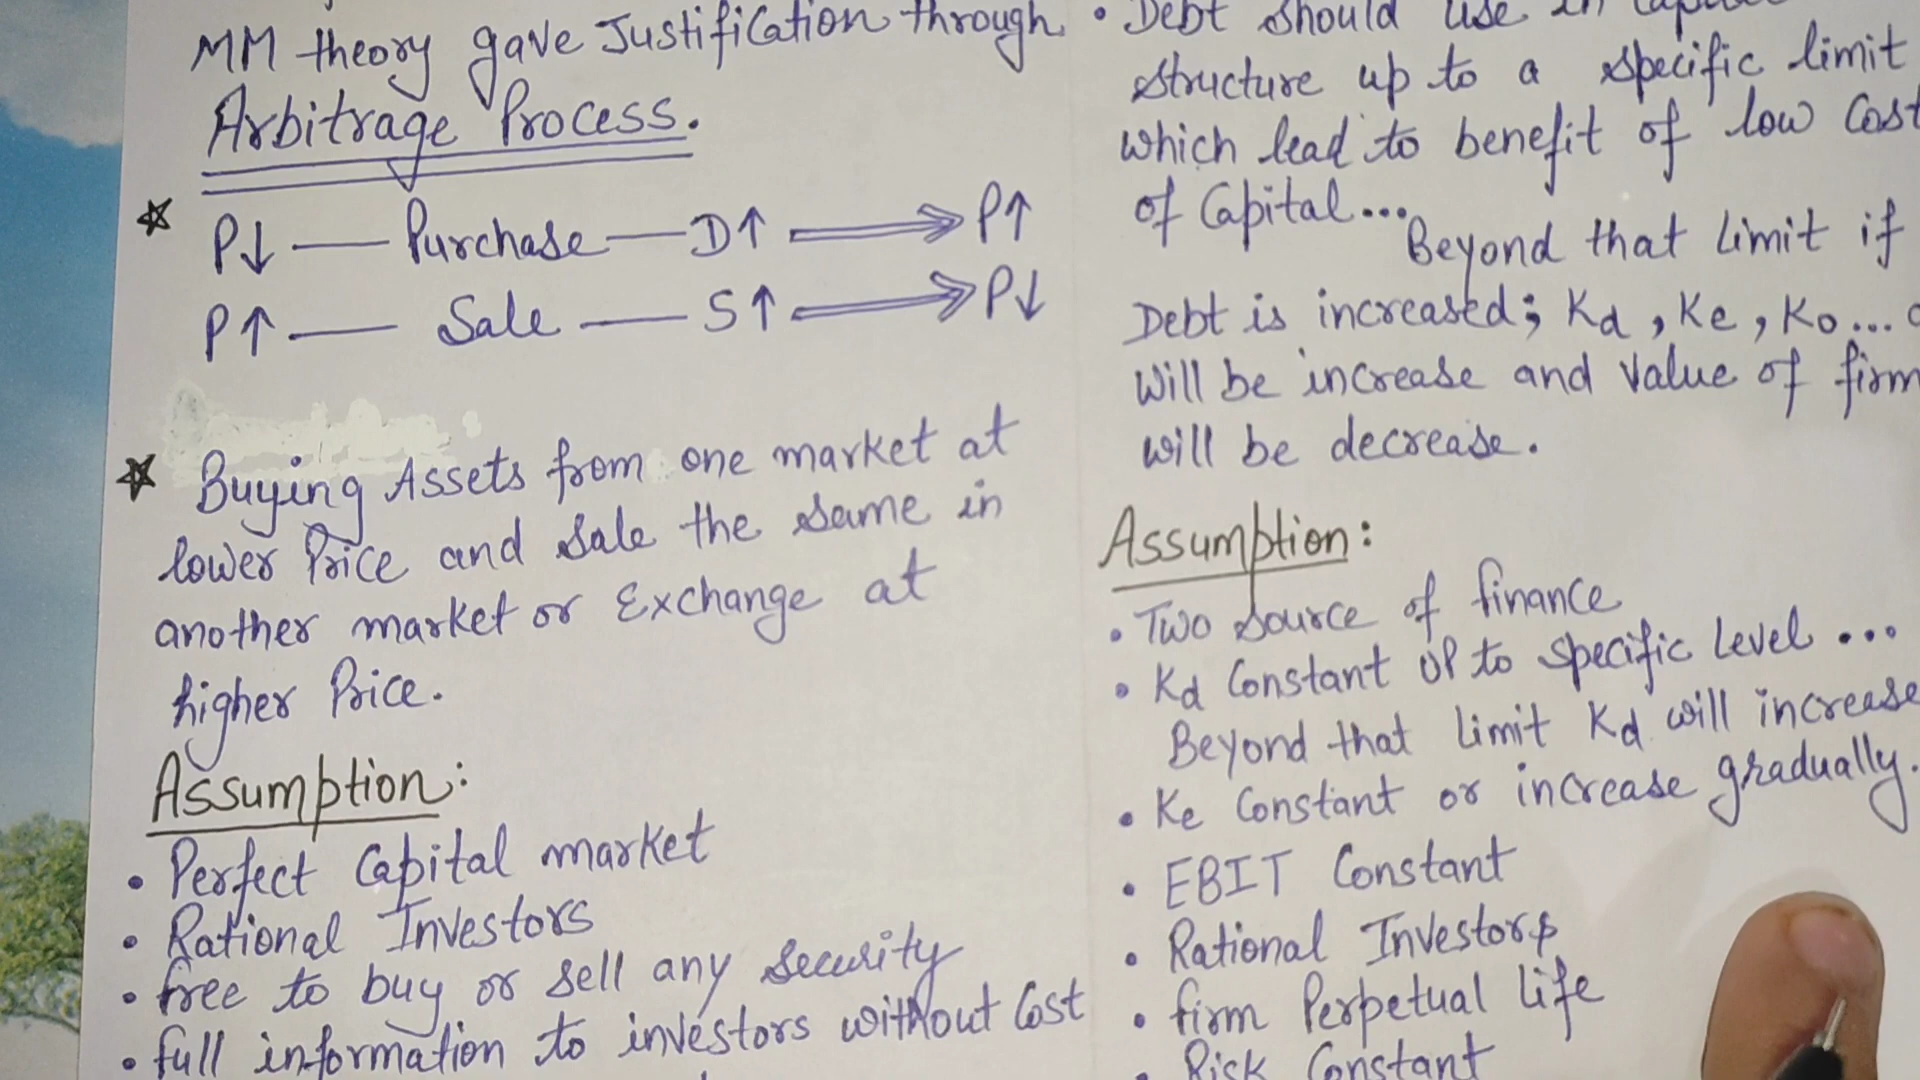 MM theory gave Justification through
Arbitrage Process.
P↓ — Purchase — D↑ ⟹ P↑
P↑ — Sale — S↑ ⟹ P↓
Buying Assets from one market at
lower Price and Sale the same in
another market or Exchange at
higher Price.
Assumption:
• Perfect Capital market
• Rational Investors
• free to buy or sell any security
• full information to investors without Cost
• Debt should use in
structure up to a specific limit
which lead to benefit of low Cost
of Capital...
Beyond that Limit if
Debt is increased; Kd, Ke, Ko...
will be increase and Value of firm
will be decrease.
Assumption:
• Two source of finance
• Kd Constant UP to specific Level ...
Beyond that Limit Kd will increase
• Ke Constant or increase gradually.
• EBIT Constant
• Rational Investors
• firm Perpetual Life
• Risk Constant